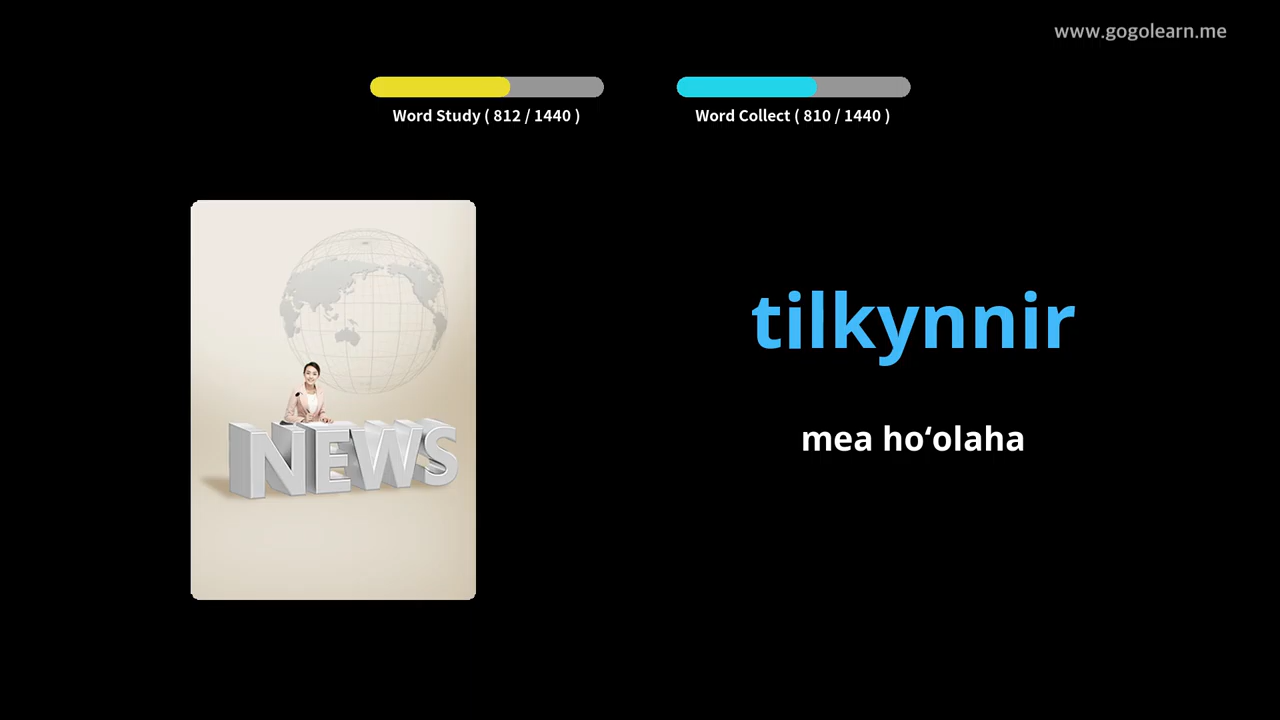 www.gogolearn.me
Word Study ( 812 / 1440 )
Word Collect ( 810 / 1440 )
NEWS
tilkynnir
mea hoʻolaha